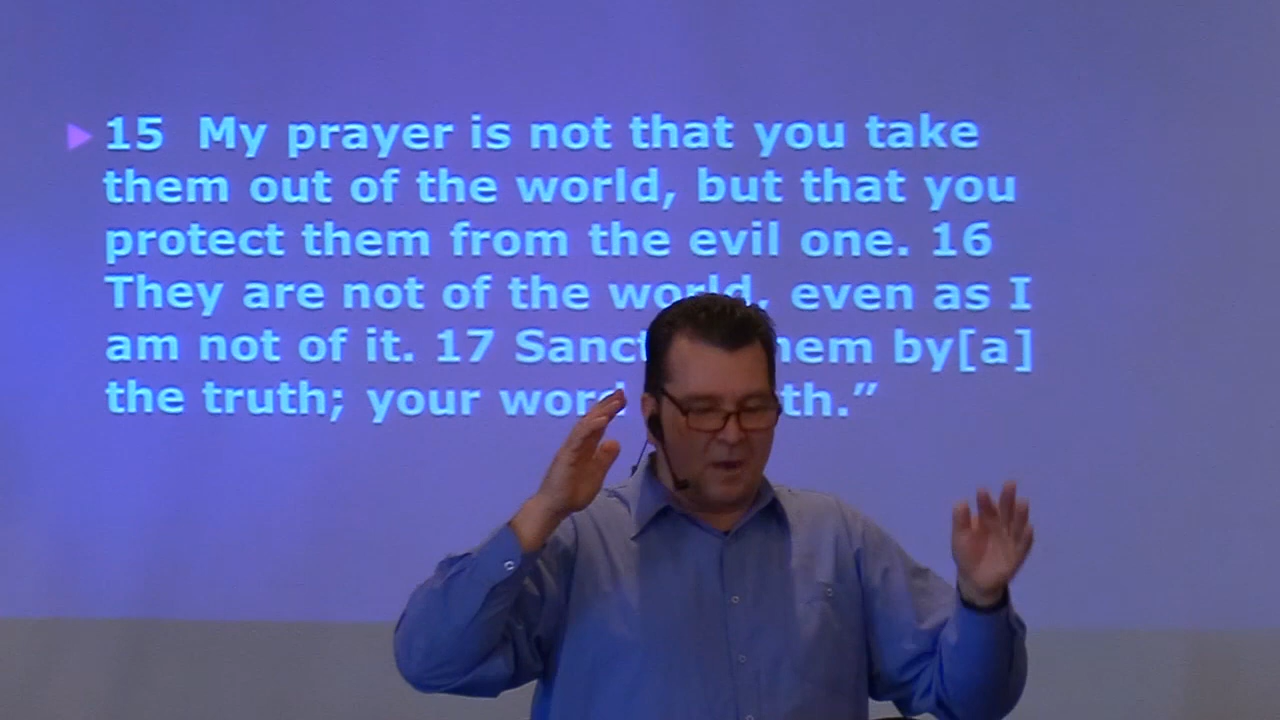 15 My prayer is not that you take
them out of the world, but that you
protect them from the evil one. 16
They are not of the world, even as I
am not of it. 17 by[a]
the truth; your word